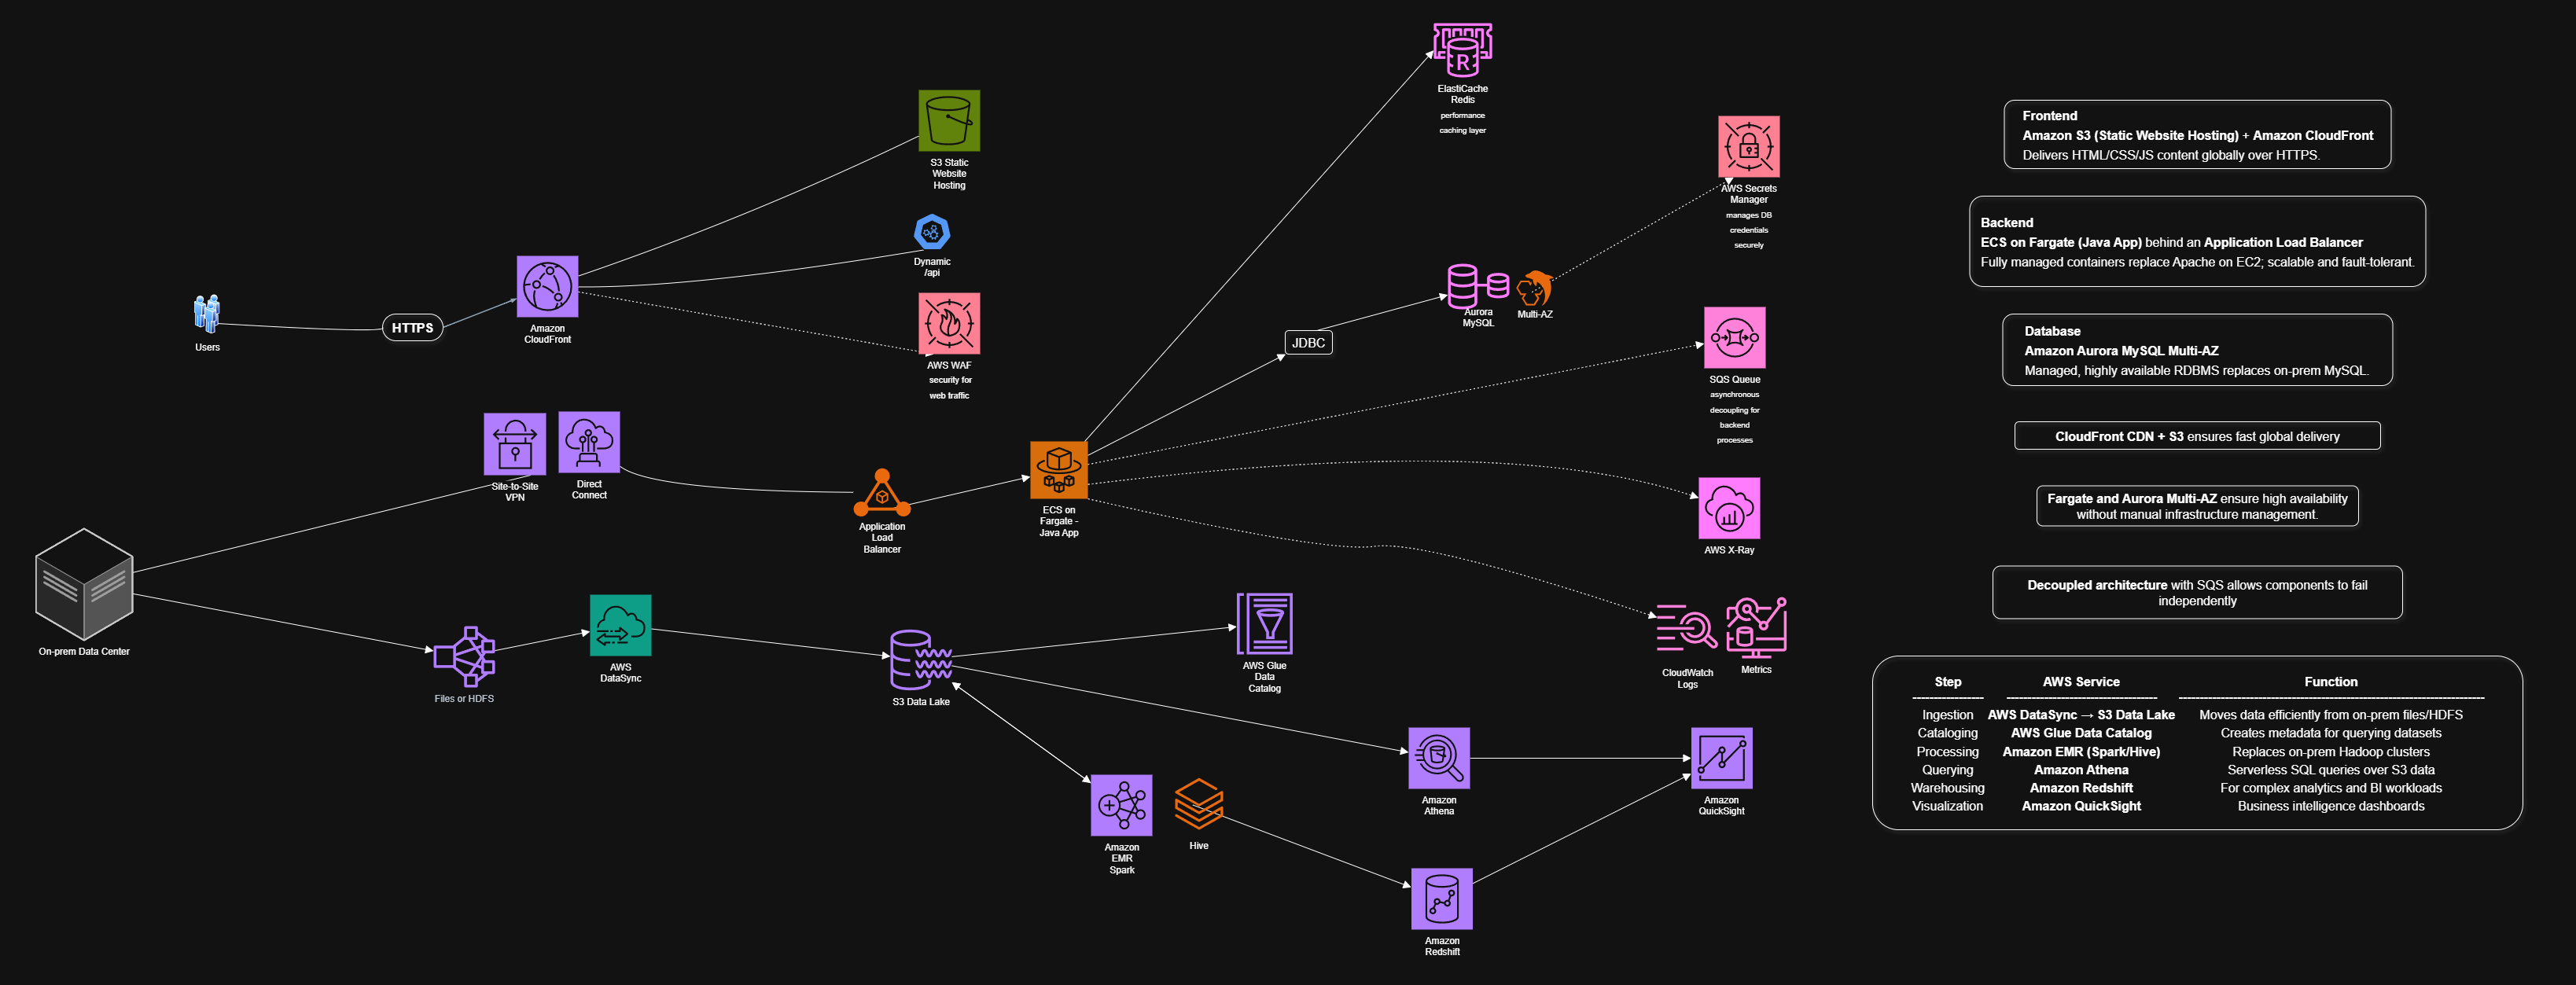 ElastiCache
Redis
performance
caching layer
S3 Static
Website
Hosting
Dynamic
/api
AWS WAF
security for
web traffic
Users
HTTPS
Amazon
CloudFront
AWS Secrets
Manager
manages DB
credentials
securely
Aurora
MySQL
Multi-AZ
JDBC
SQS Queue
asynchronous
decoupling for
backend
processes
Site-to-Site
VPN
Direct
Connect
Application
Load
Balancer
ECS on
Fargate -
Java App
AWS X-Ray
On-prem Data Center
Files or HDFS
AWS
DataSync
S3 Data Lake
AWS Glue
Data
Catalog
CloudWatch
Logs
Metrics
Amazon
EMR
Spark
Hive
Amazon
Athena
Amazon
QuickSight
Amazon
Redshift
R
Frontend
Amazon S3 (Static Website Hosting) + Amazon CloudFront
Delivers HTML/CSS/JS content globally over HTTPS.
Backend
ECS on Fargate (Java App) behind an Application Load Balancer
Fully managed containers replace Apache on EC2; scalable and fault-tolerant.
Database
Amazon Aurora MySQL Multi-AZ
Managed, highly available RDBMS replaces on-prem MySQL.
CloudFront CDN + S3 ensures fast global delivery
Fargate and Aurora Multi-AZ ensure high availability
without manual infrastructure management.
Decoupled architecture with SQS allows components to fail
independently
Step AWS Service Function
Ingestion AWS DataSync → S3 Data Lake Moves data efficiently from on-prem files/HDFS
Cataloging AWS Glue Data Catalog Creates metadata for querying datasets
Processing Amazon EMR (Spark/Hive) Replaces on-prem Hadoop clusters
Querying Amazon Athena Serverless SQL queries over S3 data
Warehousing Amazon Redshift For complex analytics and BI workloads
Visualization Amazon QuickSight Business intelligence dashboards